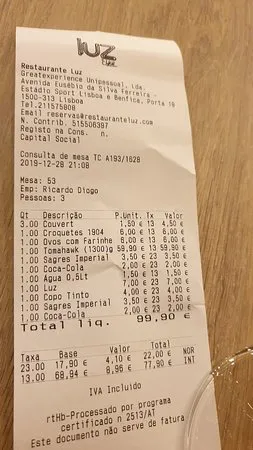 luz
Restaurante Luz
Greatexperience Unipessoal, Lda.
Avenida Eusébio da Silva Ferreira -
Estádio Sport Lisboa e Benfica, Porta 18
1500-313 Lisboa
Tel.211575808
Email reservas@restauranteluz.com
N. Contrib. 515506387
Registo na Cons. n.
Capital Social
Consulta de mesa TC A193/1628
2019-12-28 21:08
Mesa: 53
Emp: Ricardo Diogo
Pessoas: 3
Qt Descrição P.Unit. Tx Valor
3.00 Couvert 1,50 € 13 4,50 €
1.00 Croquetes 1904 6,00 € 13 6,00 €
1.00 Ovos com Farinhe 6,00 € 13 6,00 €
1.00 Tomahawk (1300)g 59,90 € 13 59,90 €
1.00 Sagres Imperial 3,50 € 23 3,50 €
1.00 Coca-Cola 2,00 € 23 2,00 €
1.00 Água 0,5Lt 1,50 € 13 1,50 €
1.00 Luz 7,00 € 23 7,00 €
1.00 Copo Tinto 4,00 € 23 4,00 €
1.00 Sagres Imperial 3,50 € 23 3,50 €
1.00 Coca-Cola 2,00 € 23 2,00 €
Total liq. 99,90 €
Taxa Base Valor Total
23.00 17,90 € 4,10 € 22,00 € NOR
13.00 68,94 € 8,96 € 77,90 € INT
IVA Incluido
rtHb-Processado por programa
certificado n 2513/AT
Este documento não serve de fatura